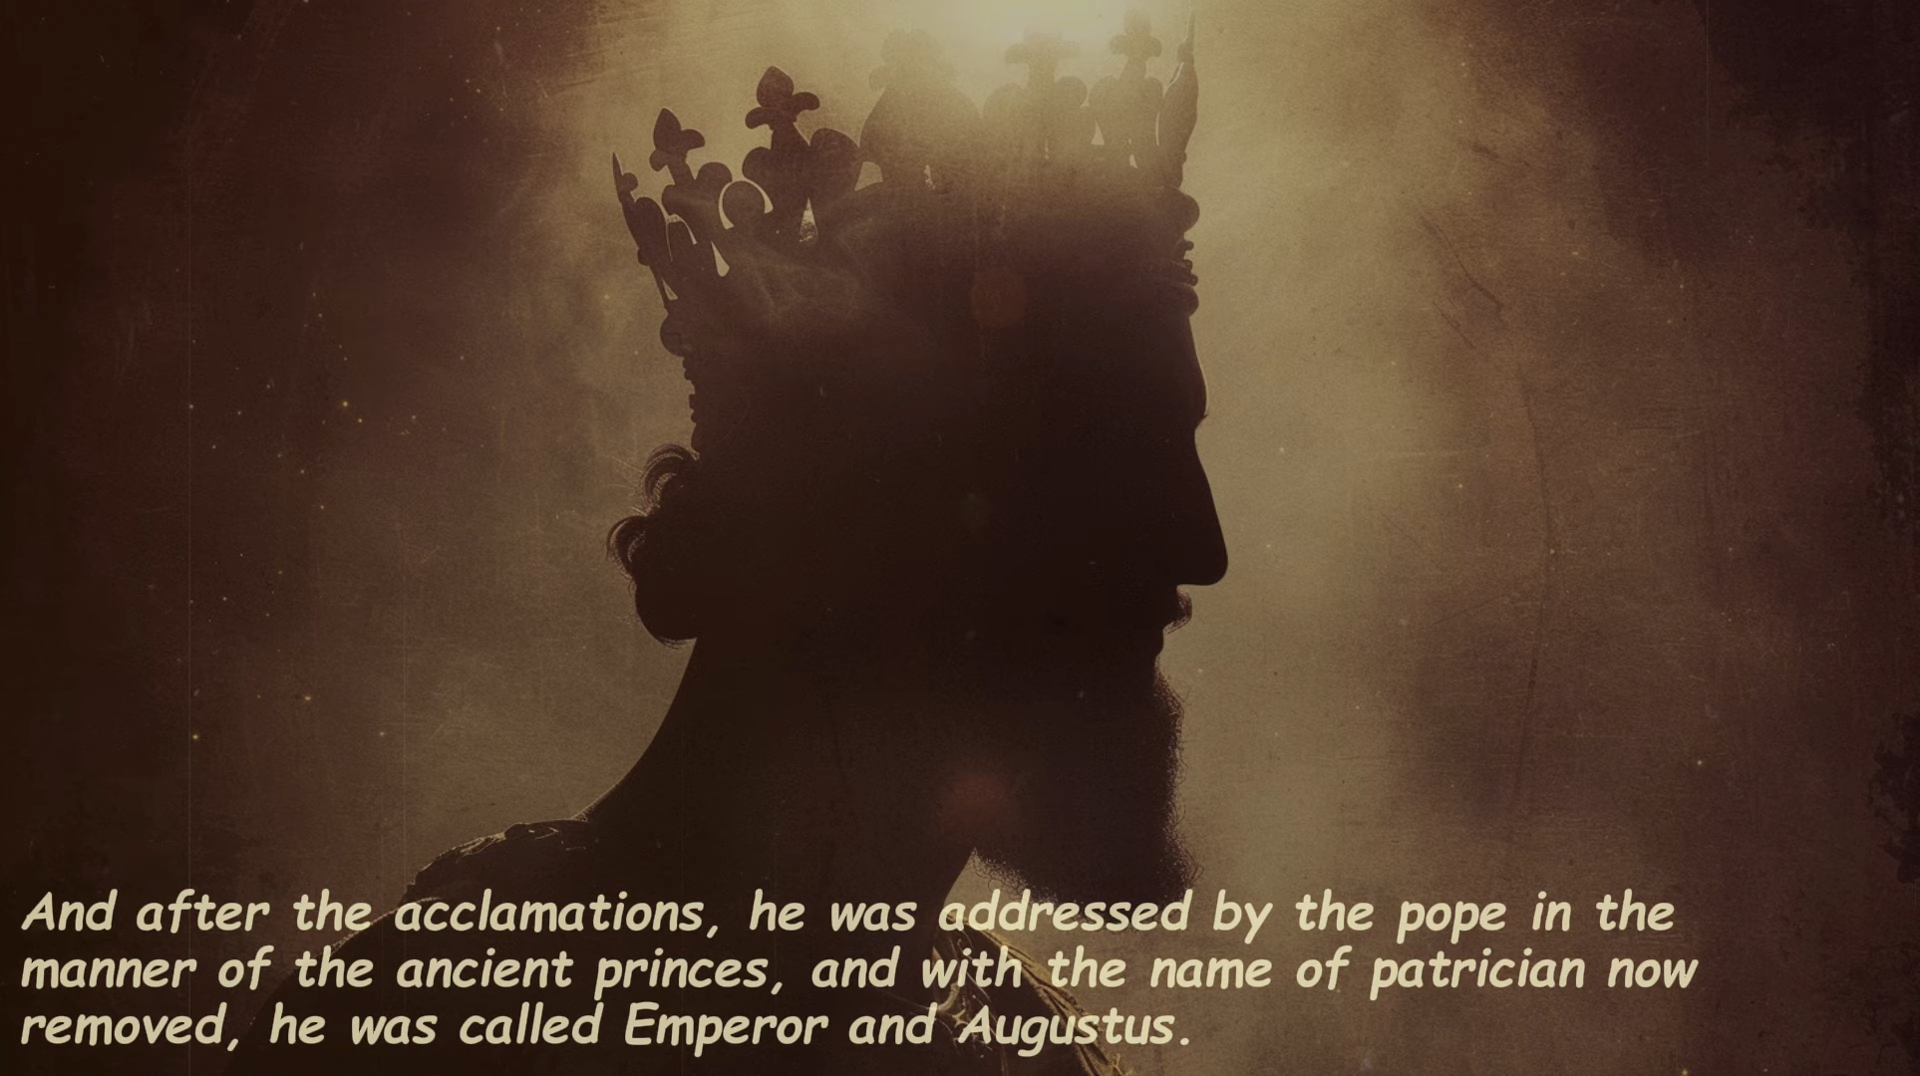 And after the acclamations, he was addressed by the pope in the
manner of the ancient princes, and with the name of patrician now
removed, he was called Emperor and Augustus.